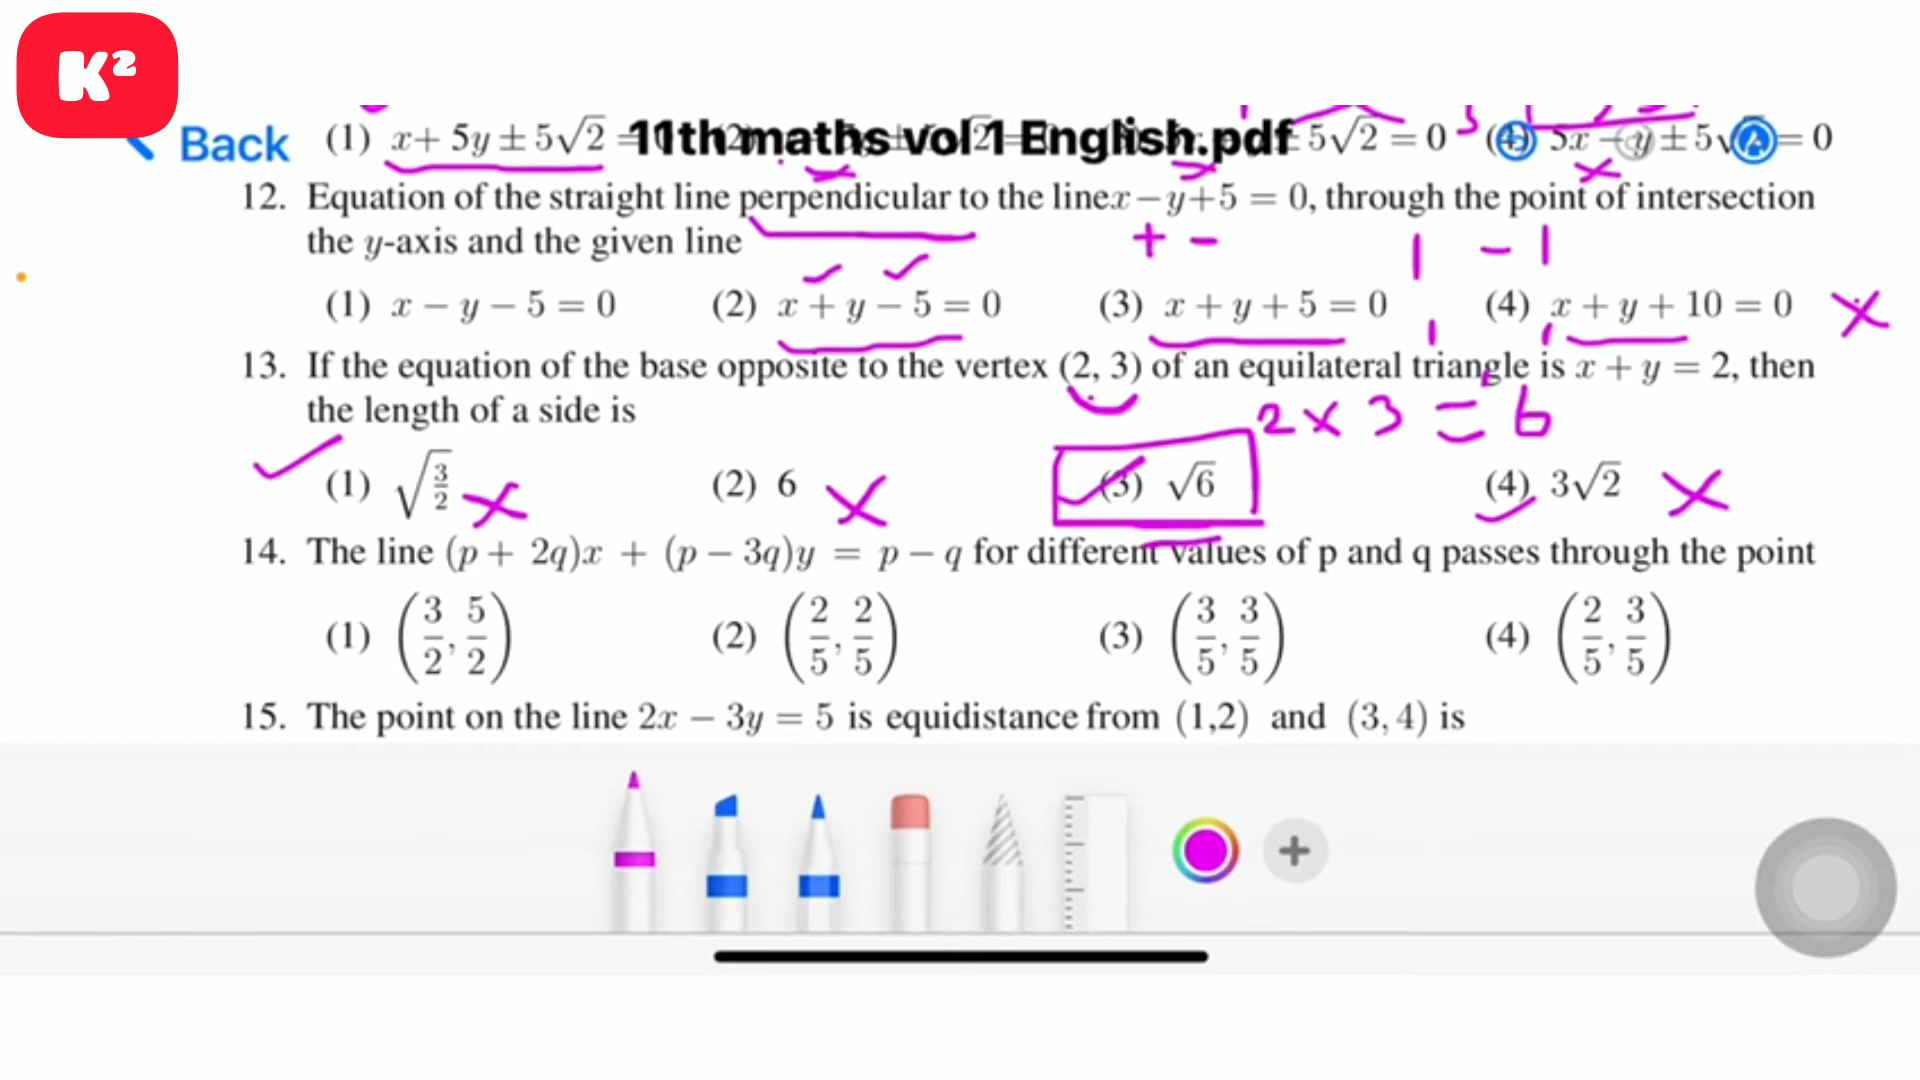 K²
Back
11th maths vol 1 English.pdf
(1) x + 5y ± 5√2 = 0 ± 5√2 = 0 (4) 5x − y ± 5√ = 0
12. Equation of the straight line perpendicular to the line x − y + 5 = 0, through the point of intersection
the y-axis and the given line
+ − 1 − 1
(1) x − y − 5 = 0 (2) x + y − 5 = 0 (3) x + y + 5 = 0 (4) x + y + 10 = 0
13. If the equation of the base opposite to the vertex (2, 3) of an equilateral triangle is x + y = 2, then
the length of a side is
2 × 3 = 6
(1) √(3/2) (2) 6 (3) √6 (4) 3√2
14. The line (p + 2q)x + (p − 3q)y = p − q for different values of p and q passes through the point
(1) (3/2, 5/2) (2) (2/5, 2/5) (3) (3/5, 3/5) (4) (2/5, 3/5)
15. The point on the line 2x − 3y = 5 is equidistance from (1,2) and (3, 4) is